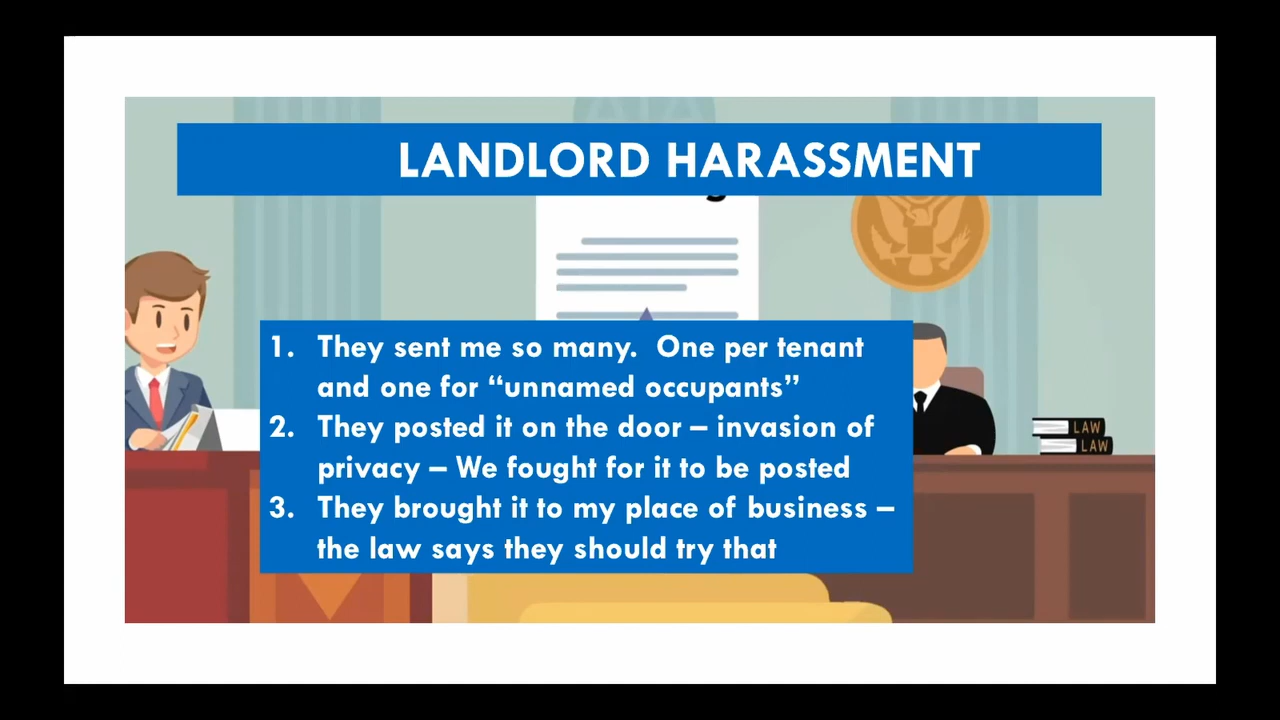 LANDLORD HARASSMENT
1. They sent me so many.  One per tenant
and one for “unnamed occupants”
2. They posted it on the door – invasion of
privacy – We fought for it to be posted
3. They brought it to my place of business –
the law says they should try that
LAW
LAW